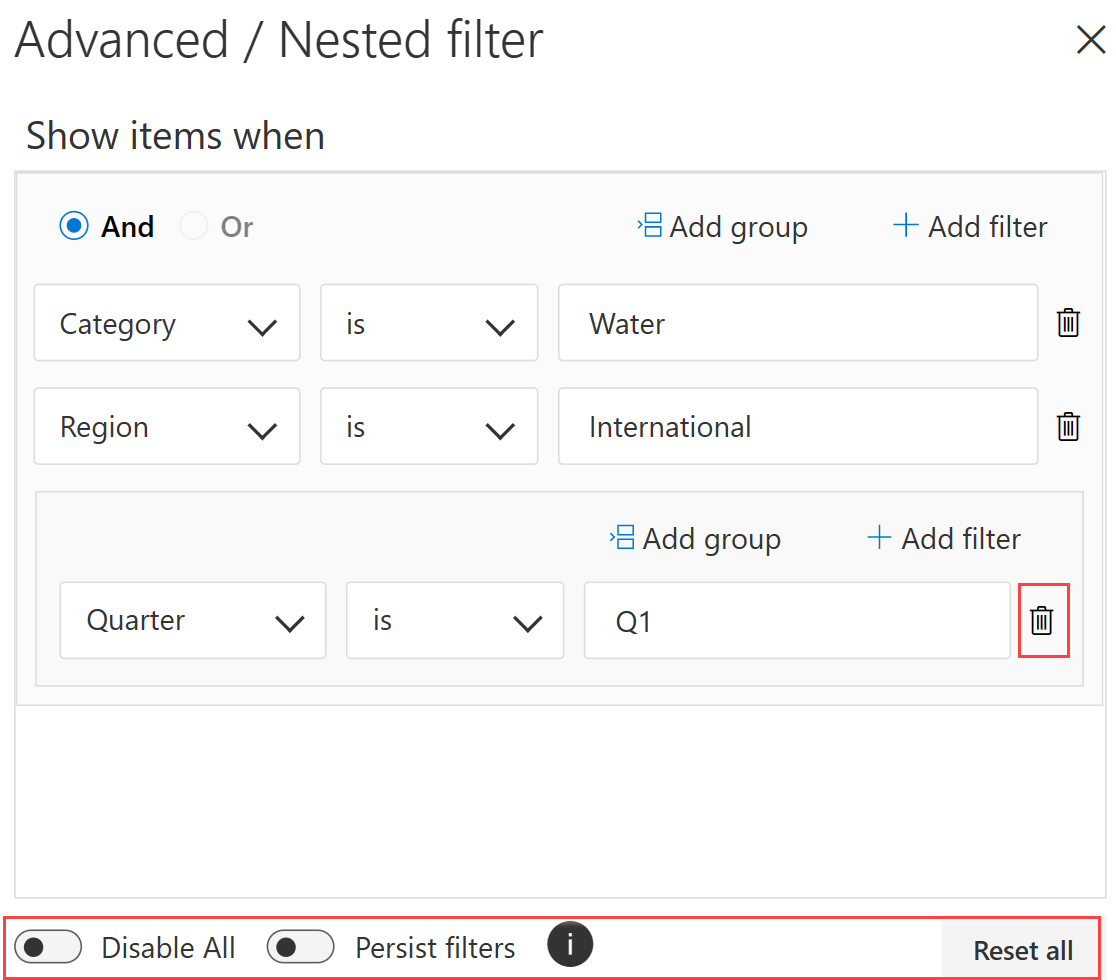 Advanced / Nested filter
Show items when
And Or Add group Add filter
Category is Water
Region is International
Add group Add filter
Quarter is Q1
Disable All Persist filters i Reset all